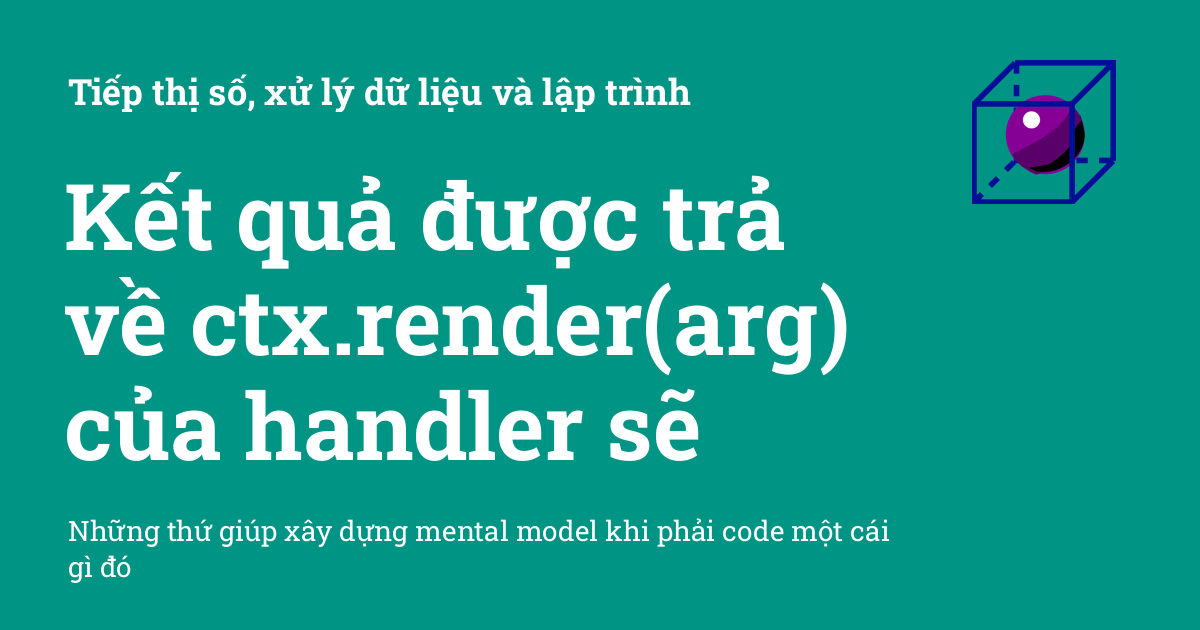 Tiếp thị số, xử lý dữ liệu và lập trình
Kết quả được trả
về ctx.render(arg)
của handler sẽ
Những thứ giúp xây dựng mental model khi phải code một cái
gì đó